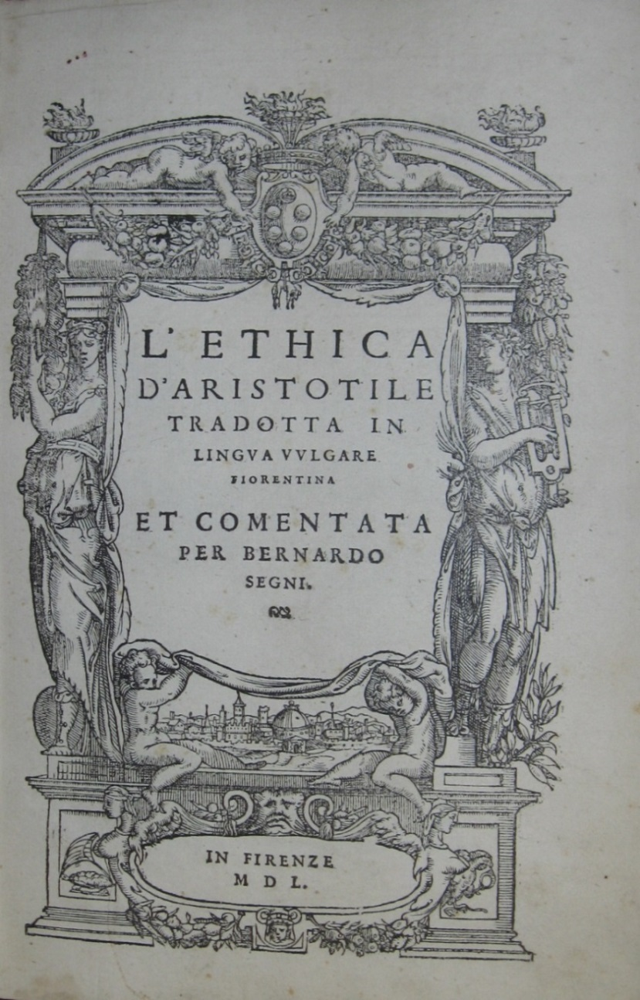 L'ETHICA
D'ARISTOTILE
TRADOTTA IN
LINGVA VVLGARE
FIORENTINA
ET COMENTATA
PER BERNARDO
SEGNI.
IN FIRENZE
M D L.